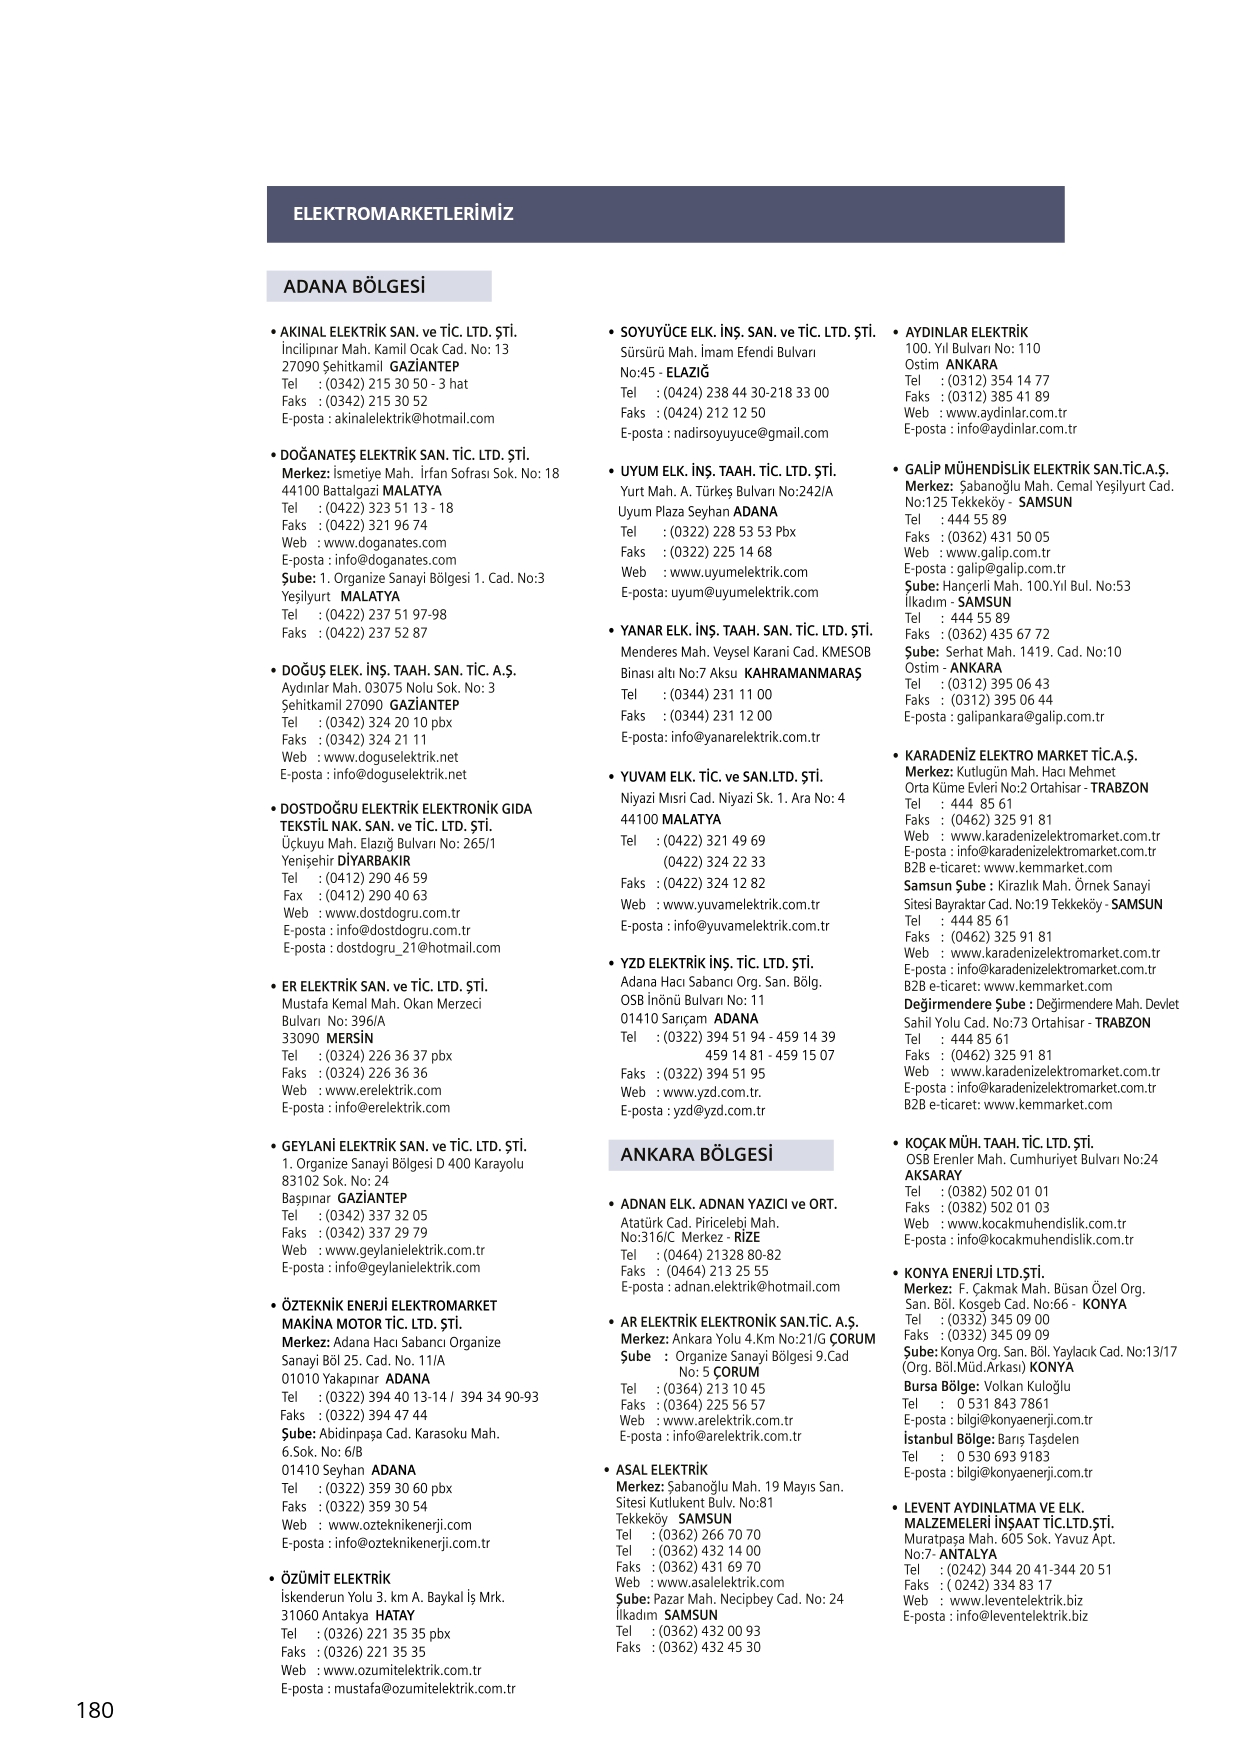 ELEKTROMARKETLERİMİZ
ADANA BÖLGESİ
• AKINAL ELEKTRİK SAN. ve TİC. LTD. ŞTİ.
İncilipınar Mah. Kamil Ocak Cad. No: 13
27090 Şehitkamil GAZİANTEP
Tel : (0342) 215 30 50 - 3 hat
Faks : (0342) 215 30 52
E-posta : akinalelektrik@hotmail.com
• DOĞANATEŞ ELEKTRİK SAN. TİC. LTD. ŞTİ.
Merkez: İsmetiye Mah. İrfan Sofrası Sok. No: 18
44100 Battalgazi MALATYA
Tel : (0422) 323 51 13 - 18
Faks : (0422) 321 96 74
Web : www.doganates.com
E-posta : info@doganates.com
Şube: 1. Organize Sanayi Bölgesi 1. Cad. No:3
Yeşilyurt MALATYA
Tel : (0422) 237 51 97-98
Faks : (0422) 237 52 87
• DOĞUŞ ELEK. İNŞ. TAAH. SAN. TİC. A.Ş.
Aydınlar Mah. 03075 Nolu Sok. No: 3
Şehitkamil 27090 GAZİANTEP
Tel : (0342) 324 20 10 pbx
Faks : (0342) 324 21 11
Web : www.doguselektrik.net
E-posta : info@doguselektrik.net
• DOSTDOĞRU ELEKTRİK ELEKTRONİK GIDA
TEKSTİL NAK. SAN. ve TİC. LTD. ŞTİ.
Üçkuyu Mah. Elazığ Bulvarı No: 265/1
Yenişehir DİYARBAKIR
Tel : (0412) 290 46 59
Fax : (0412) 290 40 63
Web : www.dostdogru.com.tr
E-posta : info@dostdogru.com.tr
E-posta : dostdogru_21@hotmail.com
• ER ELEKTRİK SAN. ve TİC. LTD. ŞTİ.
Mustafa Kemal Mah. Okan Merzeci
Bulvarı No: 396/A
33090 MERSİN
Tel : (0324) 226 36 37 pbx
Faks : (0324) 226 36 36
Web : www.erelektrik.com
E-posta : info@erelektrik.com
• GEYLANİ ELEKTRİK SAN. ve TİC. LTD. ŞTİ.
1. Organize Sanayi Bölgesi D 400 Karayolu
83102 Sok. No: 24
Başpınar GAZİANTEP
Tel : (0342) 337 32 05
Faks : (0342) 337 29 79
Web : www.geylanielektrik.com.tr
E-posta : info@geylanielektrik.com
• ÖZTEKNİK ENERJİ ELEKTROMARKET
MAKİNA MOTOR TİC. LTD. ŞTİ.
Merkez: Adana Hacı Sabancı Organize
Sanayi Böl 25. Cad. No. 11/A
01010 Yakapınar ADANA
Tel : (0322) 394 40 13-14 / 394 34 90-93
Faks : (0322) 394 47 44
Şube: Abidinpaşa Cad. Karasoku Mah.
6.Sok. No: 6/B
01410 Seyhan ADANA
Tel : (0322) 359 30 60 pbx
Faks : (0322) 359 30 54
Web : www.ozteknikenerji.com
E-posta : info@ozteknikenerji.com.tr
• ÖZÜMİT ELEKTRİK
İskenderun Yolu 3. km A. Baykal İş Mrk.
31060 Antakya HATAY
Tel : (0326) 221 35 35 pbx
Faks : (0326) 221 35 35
Web : www.ozumitelektrik.com.tr
E-posta : mustafa@ozumitelektrik.com.tr
• SOYUYÜCE ELK. İNŞ. SAN. ve TİC. LTD. ŞTİ.
Sürsürü Mah. İmam Efendi Bulvarı
No:45 - ELAZIĞ
Tel : (0424) 238 44 30-218 33 00
Faks : (0424) 212 12 50
E-posta : nadirsoyuyuce@gmail.com
• UYUM ELK. İNŞ. TAAH. TİC. LTD. ŞTİ.
Yurt Mah. A. Türkeş Bulvarı No:242/A
Uyum Plaza Seyhan ADANA
Tel : (0322) 228 53 53 Pbx
Faks : (0322) 225 14 68
Web : www.uyumelektrik.com
E-posta: uyum@uyumelektrik.com
• YANAR ELK. İNŞ. TAAH. SAN. TİC. LTD. ŞTİ.
Menderes Mah. Veysel Karani Cad. KMESOB
Binası altı No:7 Aksu KAHRAMANMARAŞ
Tel : (0344) 231 11 00
Faks : (0344) 231 12 00
E-posta: info@yanarelektrik.com.tr
• YUVAM ELK. TİC. ve SAN.LTD. ŞTİ.
Niyazi Mısri Cad. Niyazi Sk. 1. Ara No: 4
44100 MALATYA
Tel : (0422) 321 49 69
(0422) 324 22 33
Faks : (0422) 324 12 82
Web : www.yuvamelektrik.com.tr
E-posta : info@yuvamelektrik.com.tr
• YZD ELEKTRİK İNŞ. TİC. LTD. ŞTİ.
Adana Hacı Sabancı Org. San. Bölg.
OSB İnönü Bulvarı No: 11
01410 Sarıçam ADANA
Tel : (0322) 394 51 94 - 459 14 39
459 14 81 - 459 15 07
Faks : (0322) 394 51 95
Web : www.yzd.com.tr.
E-posta : yzd@yzd.com.tr
ANKARA BÖLGESİ
• ADNAN ELK. ADNAN YAZICI ve ORT.
Atatürk Cad. Piricelebi Mah.
No:316/C Merkez - RİZE
Tel : (0464) 21328 80-82
Faks : (0464) 213 25 55
E-posta : adnan.elektrik@hotmail.com
• AR ELEKTRİK ELEKTRONİK SAN.TİC. A.Ş.
Merkez: Ankara Yolu 4.Km No:21/G ÇORUM
Şube : Organize Sanayi Bölgesi 9.Cad
No: 5 ÇORUM
Tel : (0364) 213 10 45
Faks : (0364) 225 56 57
Web : www.arelektrik.com.tr
E-posta : info@arelektrik.com.tr
• ASAL ELEKTRİK
Merkez: Şabanoğlu Mah. 19 Mayıs San.
Sitesi Kutlukent Bulv. No:81
Tekkeköy SAMSUN
Tel : (0362) 266 70 70
Tel : (0362) 432 14 00
Faks : (0362) 431 69 70
Web : www.asalelektrik.com
Şube: Pazar Mah. Necipbey Cad. No: 24
İlkadım SAMSUN
Tel : (0362) 432 00 93
Faks : (0362) 432 45 30
• AYDINLAR ELEKTRİK
100. Yıl Bulvarı No: 110
Ostim ANKARA
Tel : (0312) 354 14 77
Faks : (0312) 385 41 89
Web : www.aydinlar.com.tr
E-posta : info@aydinlar.com.tr
• GALİP MÜHENDİSLİK ELEKTRİK SAN.TİC.A.Ş.
Merkez: Şabanoğlu Mah. Cemal Yeşilyurt Cad.
No:125 Tekkeköy - SAMSUN
Tel : 444 55 89
Faks : (0362) 431 50 05
Web : www.galip.com.tr
E-posta : galip@galip.com.tr
Şube: Hançerli Mah. 100.Yıl Bul. No:53
İlkadım - SAMSUN
Tel : 444 55 89
Faks : (0362) 435 67 72
Şube: Serhat Mah. 1419. Cad. No:10
Ostim - ANKARA
Tel : (0312) 395 06 43
Faks : (0312) 395 06 44
E-posta : galipankara@galip.com.tr
• KARADENİZ ELEKTRO MARKET TİC.A.Ş.
Merkez: Kutlugün Mah. Hacı Mehmet
Orta Küme Evleri No:2 Ortahisar - TRABZON
Tel : 444 85 61
Faks : (0462) 325 91 81
Web : www.karadenizelektromarket.com.tr
E-posta : info@karadenizelektromarket.com.tr
B2B e-ticaret: www.kemmarket.com
Samsun Şube : Kirazlık Mah. Örnek Sanayi
Sitesi Bayraktar Cad. No:19 Tekkeköy - SAMSUN
Tel : 444 85 61
Faks : (0462) 325 91 81
Web : www.karadenizelektromarket.com.tr
E-posta : info@karadenizelektromarket.com.tr
B2B e-ticaret: www.kemmarket.com
Değirmendere Şube : Değirmendere Mah. Devlet
Sahil Yolu Cad. No:73 Ortahisar - TRABZON
Tel : 444 85 61
Faks : (0462) 325 91 81
Web : www.karadenizelektromarket.com.tr
E-posta : info@karadenizelektromarket.com.tr
B2B e-ticaret: www.kemmarket.com
• KOÇAK MÜH. TAAH. TİC. LTD. ŞTİ.
OSB Erenler Mah. Cumhuriyet Bulvarı No:24
AKSARAY
Tel : (0382) 502 01 01
Faks : (0382) 502 01 03
Web : www.kocakmuhendislik.com.tr
E-posta : info@kocakmuhendislik.com.tr
• KONYA ENERJİ LTD.ŞTİ.
Merkez: F. Çakmak Mah. Büsan Özel Org.
San. Böl. Kosgeb Cad. No:66 - KONYA
Tel : (0332) 345 09 00
Faks : (0332) 345 09 09
Şube: Konya Org. San. Böl. Yaylacık Cad. No:13/17
(Org. Böl.Müd.Arkası) KONYA
Bursa Bölge: Volkan Kuloğlu
Tel : 0 531 843 7861
E-posta : bilgi@konyaenerji.com.tr
İstanbul Bölge: Barış Taşdelen
Tel : 0 530 693 9183
E-posta : bilgi@konyaenerji.com.tr
• LEVENT AYDINLATMA VE ELK.
MALZEMELERİ İNŞAAT TİC.LTD.ŞTİ.
Muratpaşa Mah. 605 Sok. Yavuz Apt.
No:7- ANTALYA
Tel : (0242) 344 20 41-344 20 51
Faks : ( 0242) 334 83 17
Web : www.leventelektrik.biz
E-posta : info@leventelektrik.biz
180